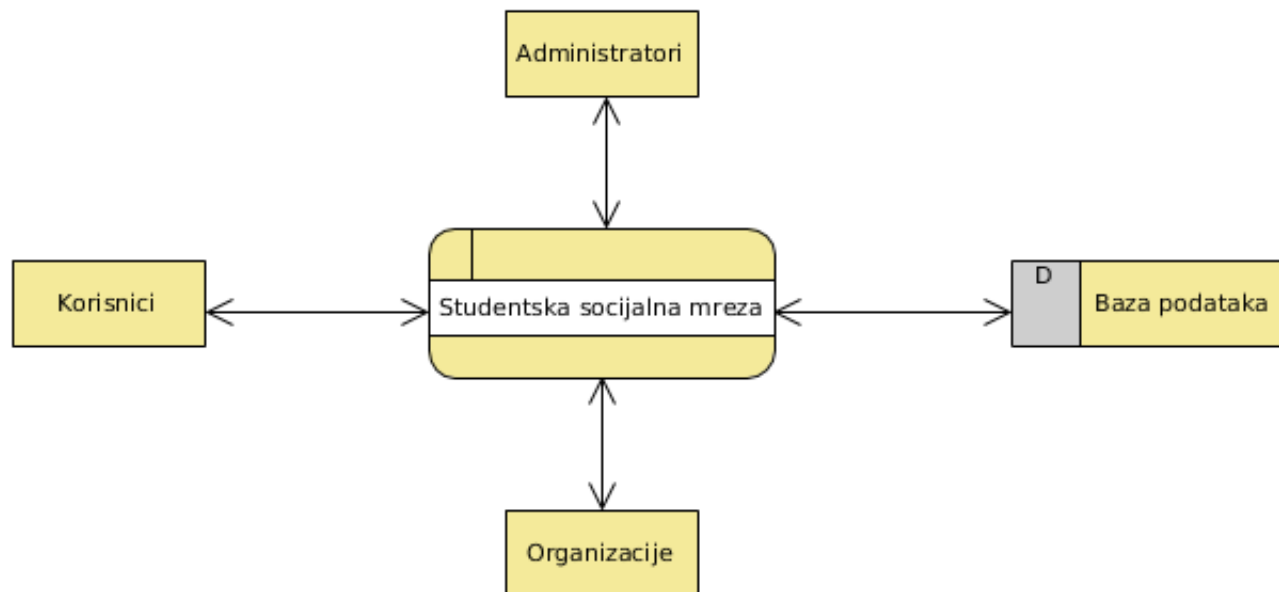 Administratori
Korisnici
Studentska socijalna mreza
D
Baza podataka
Organizacije